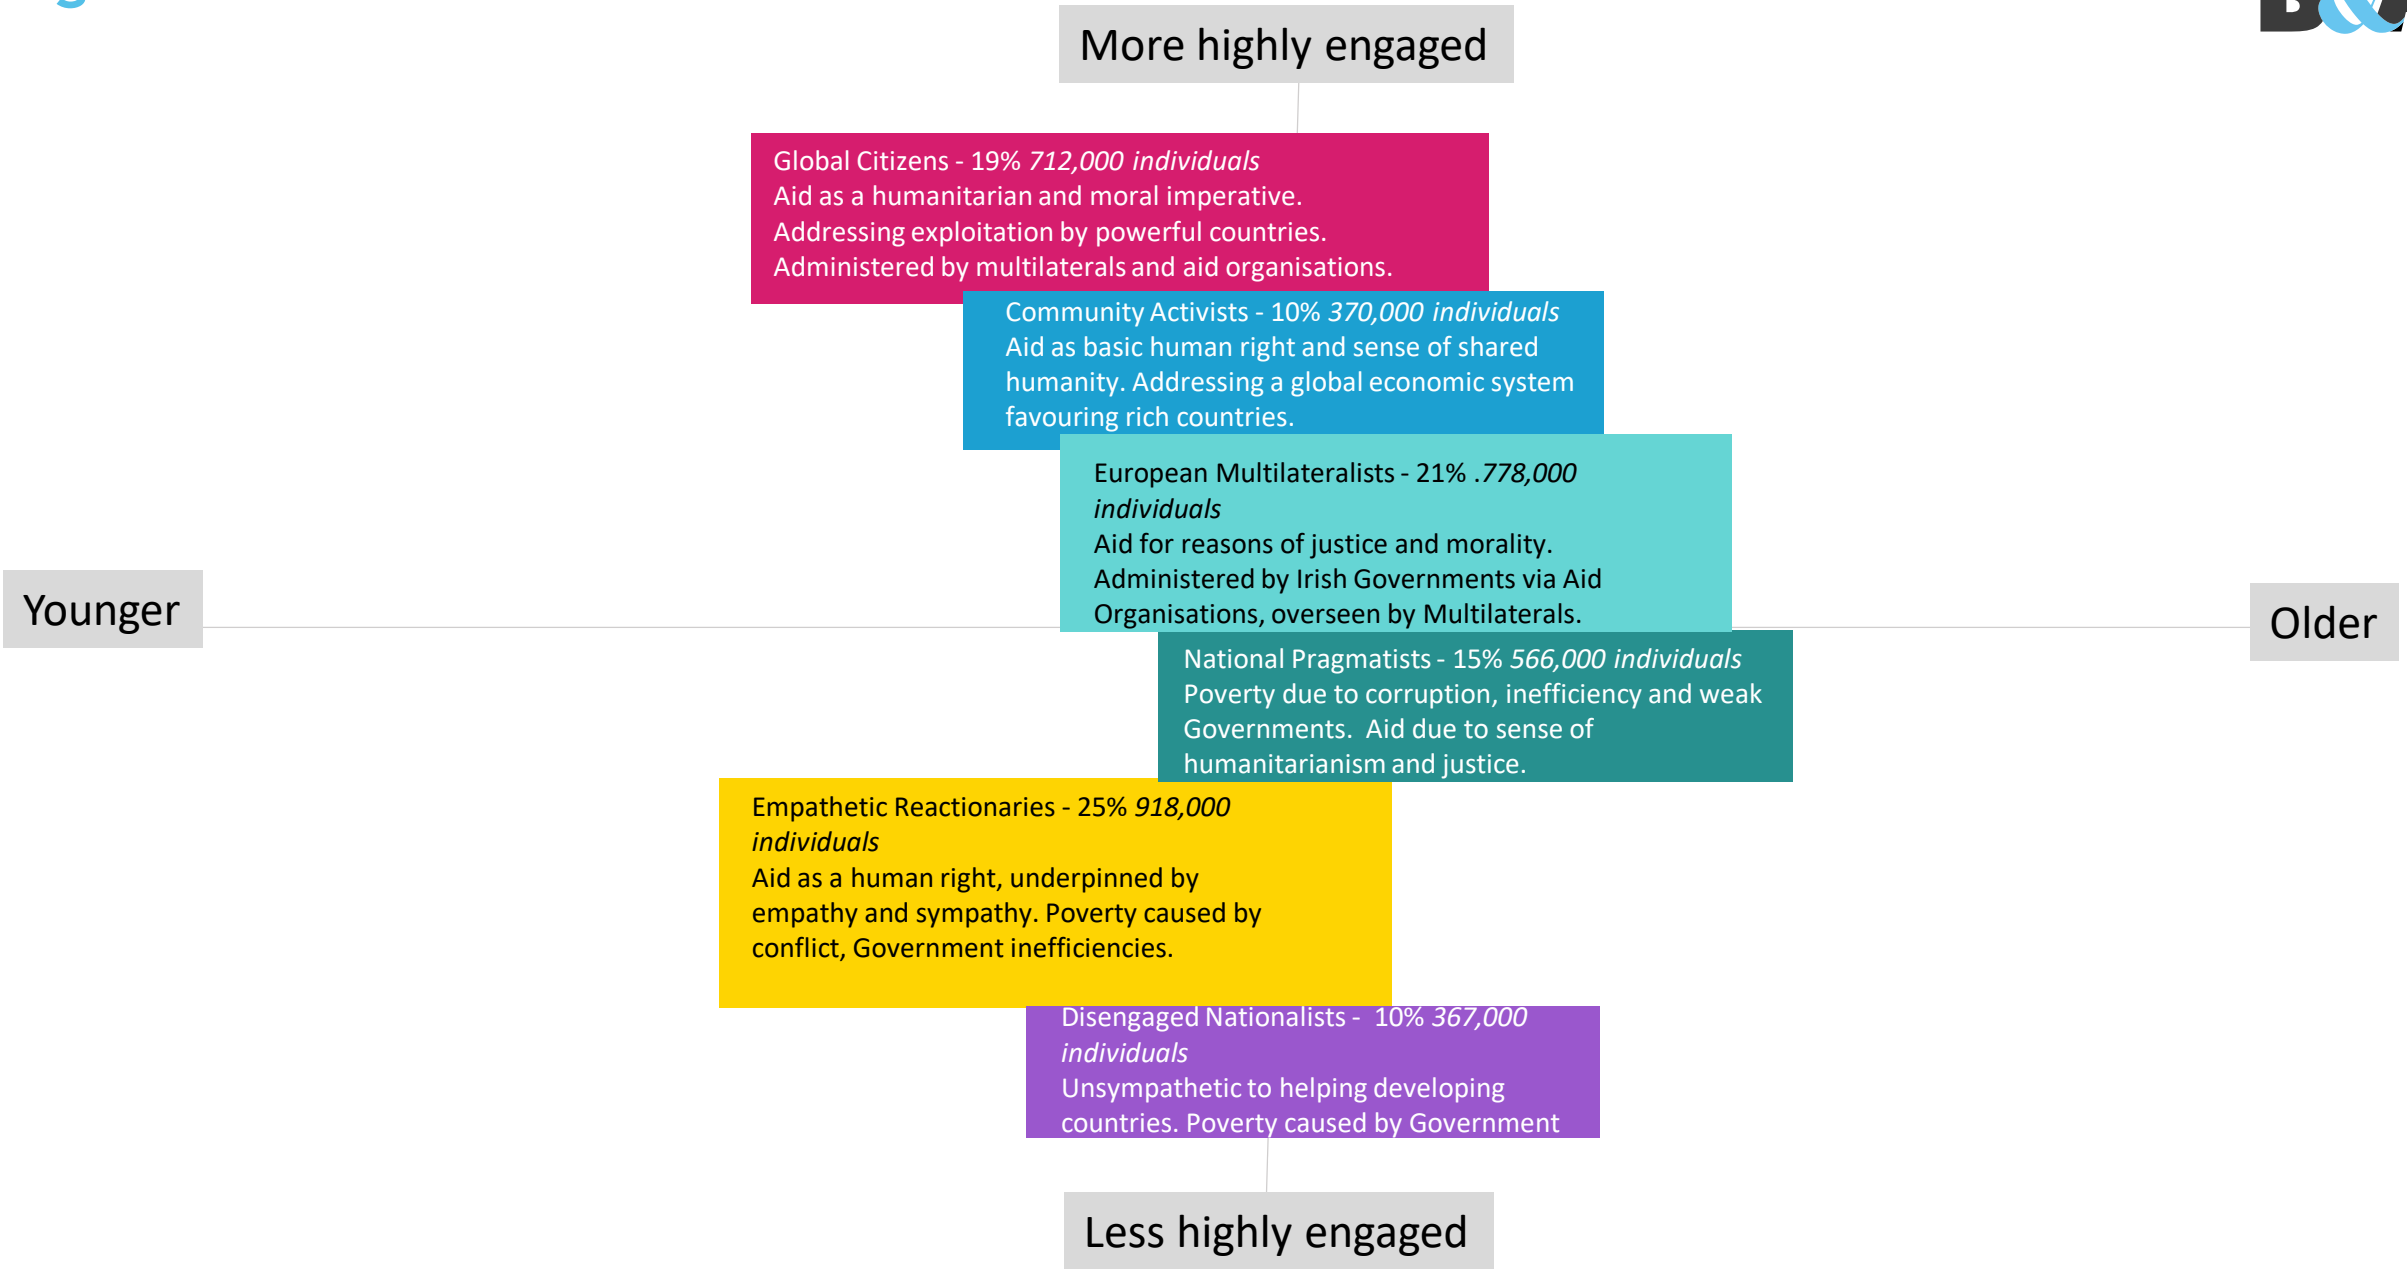 More highly engaged
Global Citizens - 19% 712,000 individuals
Aid as a humanitarian and moral imperative.
Addressing exploitation by powerful countries.
Administered by multilaterals and aid organisations.
Community Activists - 10% 370,000 individuals
Aid as basic human right and sense of shared
humanity. Addressing a global economic system
favouring rich countries.
European Multilateralists - 21% .778,000
individuals
Aid for reasons of justice and morality.
Administered by Irish Governments via Aid
Organisations, overseen by Multilaterals.
Younger
Older
National Pragmatists - 15% 566,000 individuals
Poverty due to corruption, inefficiency and weak
Governments. Aid due to sense of
humanitarianism and justice.
Empathetic Reactionaries - 25% 918,000
individuals
Aid as a human right, underpinned by
empathy and sympathy. Poverty caused by
conflict, Government inefficiencies.
Disengaged Nationalists - 10% 367,000
individuals
Unsympathetic to helping developing
countries. Poverty caused by Government
Less highly engaged